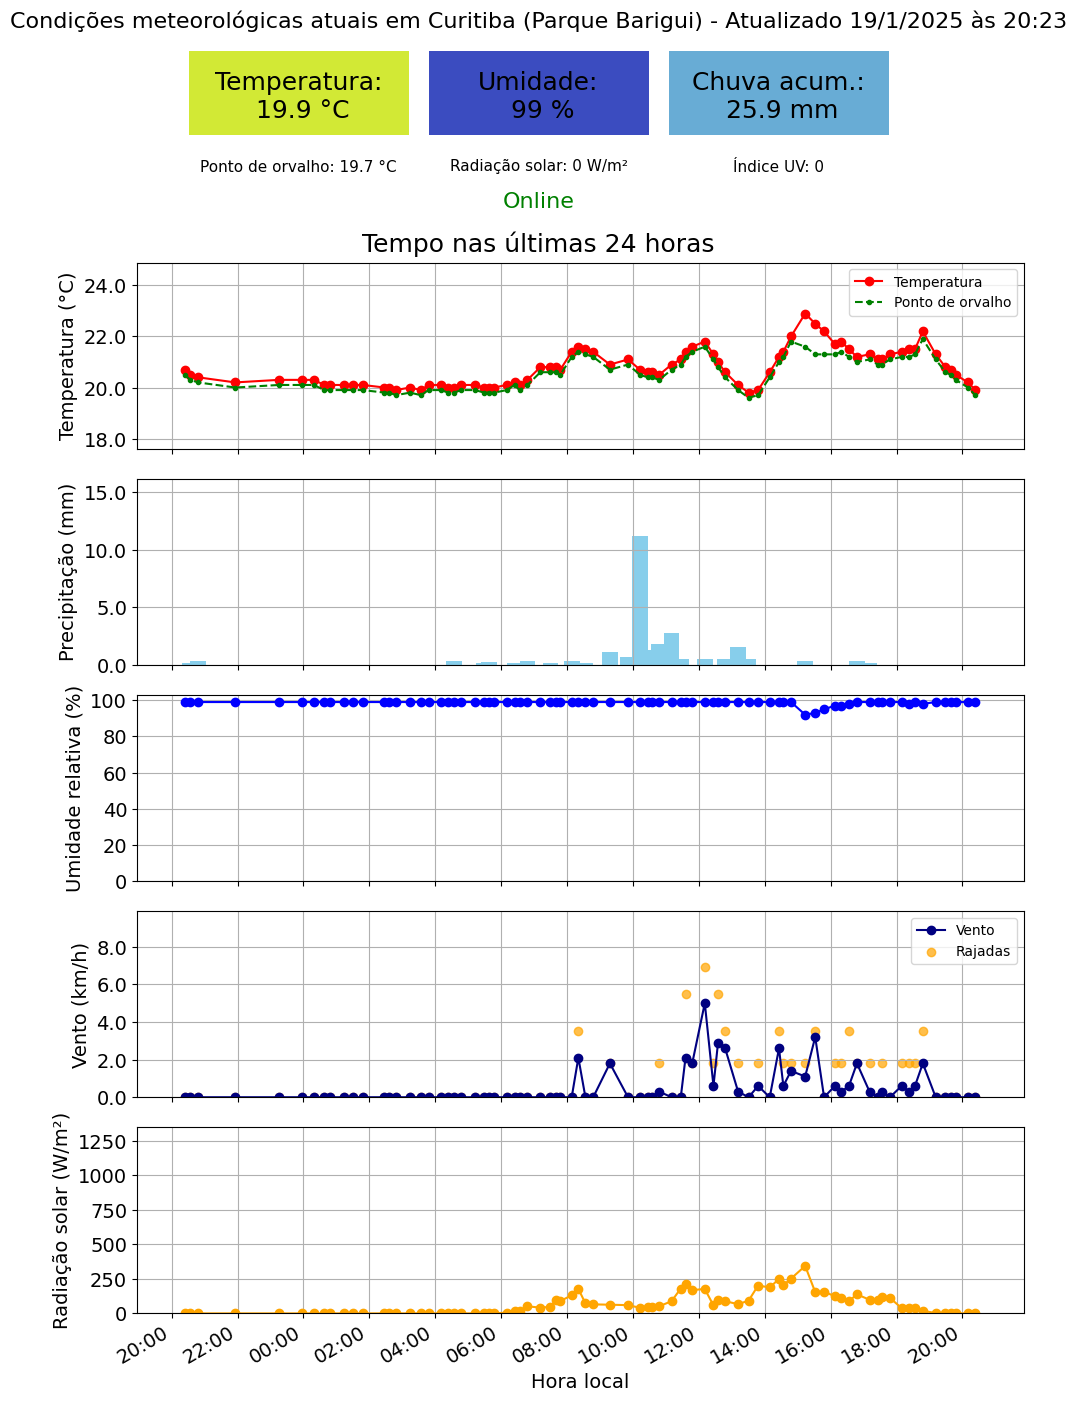 Condições meteorológicas atuais em Curitiba (Parque Barigui) - Atualizado 19/1/2025 às 20:23
Temperatura:
19.9 °C
Umidade:
99 %
Chuva acum.:
25.9 mm
Ponto de orvalho: 19.7 °C
Radiação solar: 0 W/m²
Índice UV: 0
Online
Tempo nas últimas 24 horas
Temperatura (°C)
24.0
22.0
20.0
18.0
Temperatura
Ponto de orvalho
Precipitação (mm)
15.0
10.0
5.0
0.0
Umidade relativa (%)
100
80
60
40
20
0
Vento (km/h)
8.0
6.0
4.0
2.0
0.0
Vento
Rajadas
Radiação solar (W/m²)
1250
1000
750
500
250
0
20:00
22:00
00:00
02:00
04:00
06:00
08:00
10:00
12:00
14:00
16:00
18:00
20:00
Hora local